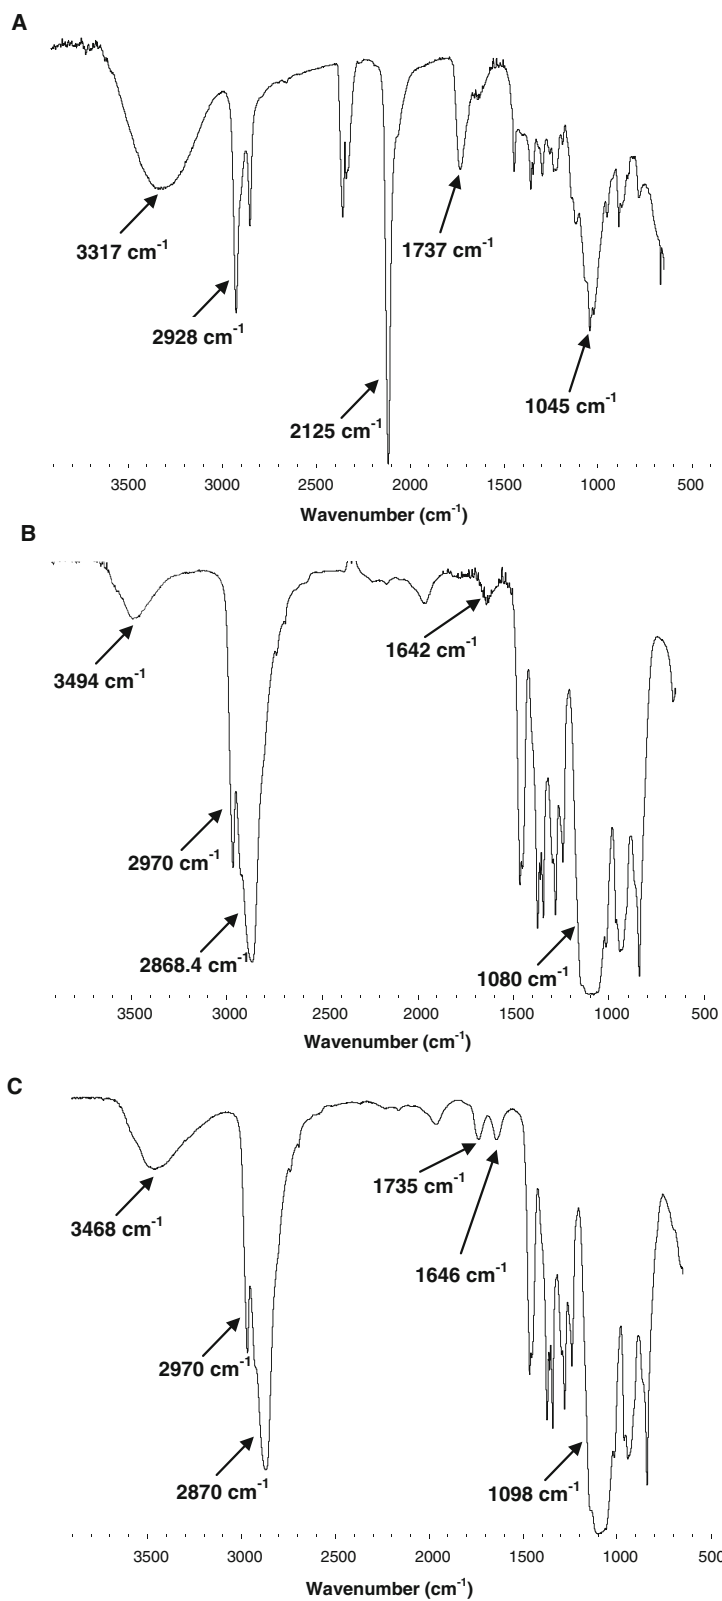 A
3317 cm⁻¹
2928 cm⁻¹
2125 cm⁻¹
1737 cm⁻¹
1045 cm⁻¹
3500 3000 2500 2000 1500 1000 500
Wavenumber (cm⁻¹)
B
3494 cm⁻¹
2970 cm⁻¹
2868.4 cm⁻¹
1642 cm⁻¹
1080 cm⁻¹
3500 3000 2500 2000 1500 1000 500
Wavenumber (cm⁻¹)
C
3468 cm⁻¹
2970 cm⁻¹
2870 cm⁻¹
1735 cm⁻¹
1646 cm⁻¹
1098 cm⁻¹
3500 3000 2500 2000 1500 1000 500
Wavenumber (cm⁻¹)